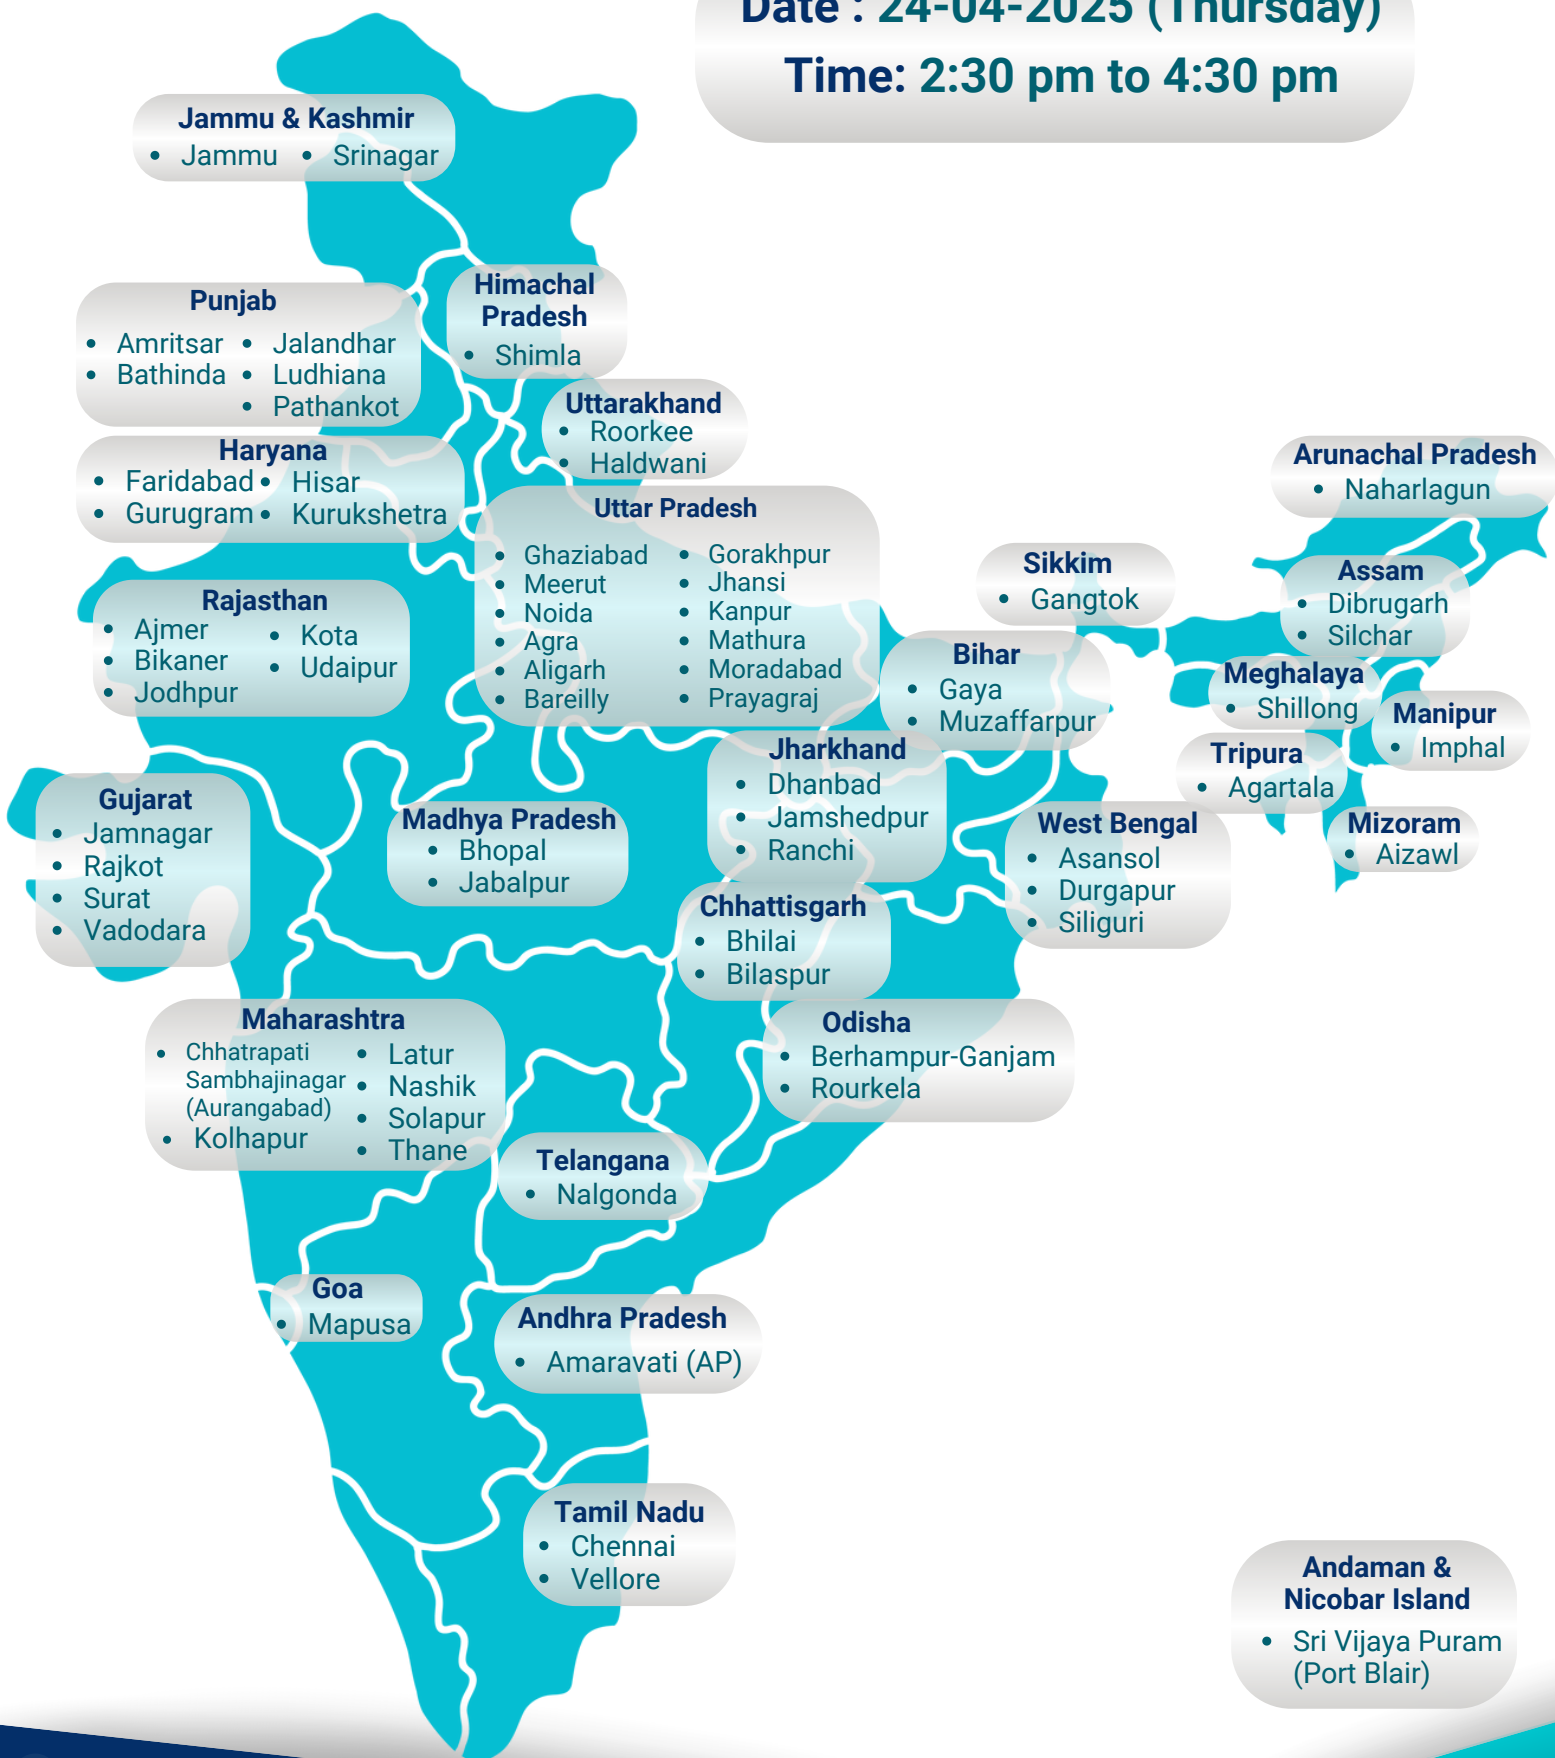 Date : 24-04-2025 (Thursday)
Time: 2:30 pm to 4:30 pm
Jammu & Kashmir
• Jammu • Srinagar
Punjab
• Amritsar
• Bathinda
• Jalandhar
• Ludhiana
• Pathankot
Himachal
Pradesh
• Shimla
Uttarakhand
• Roorkee
• Haldwani
Haryana
• Faridabad
• Gurugram
• Hisar
• Kurukshetra
Uttar Pradesh
• Ghaziabad
• Meerut
• Noida
• Agra
• Aligarh
• Bareilly
• Gorakhpur
• Jhansi
• Kanpur
• Mathura
• Moradabad
• Prayagraj
Arunachal Pradesh
• Naharlagun
Sikkim
• Gangtok
Assam
• Dibrugarh
• Silchar
Rajasthan
• Ajmer
• Bikaner
• Jodhpur
• Kota
• Udaipur
Bihar
• Gaya
• Muzaffarpur
Meghalaya
• Shillong
Manipur
• Imphal
Jharkhand
• Dhanbad
• Jamshedpur
• Ranchi
Tripura
• Agartala
Gujarat
• Jamnagar
• Rajkot
• Surat
• Vadodara
Madhya Pradesh
• Bhopal
• Jabalpur
West Bengal
• Asansol
• Durgapur
• Siliguri
Mizoram
• Aizawl
Chhattisgarh
• Bhilai
• Bilaspur
Maharashtra
• Chhatrapati
Sambhajinagar
(Aurangabad)
• Kolhapur
• Latur
• Nashik
• Solapur
• Thane
Odisha
• Berhampur-Ganjam
• Rourkela
Telangana
• Nalgonda
Goa
• Mapusa
Andhra Pradesh
• Amaravati (AP)
Tamil Nadu
• Chennai
• Vellore
Andaman &
Nicobar Island
• Sri Vijaya Puram
(Port Blair)